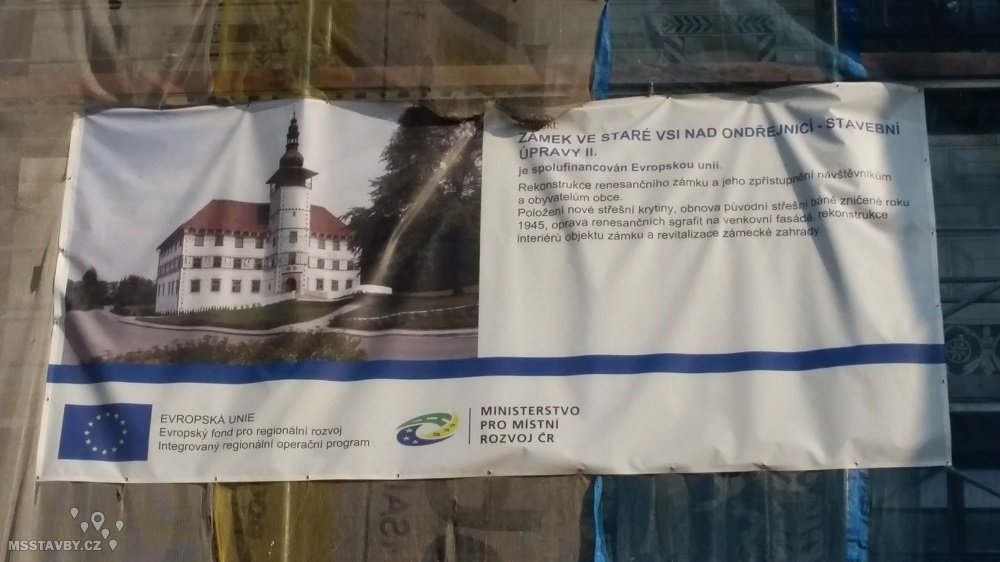 ZÁMEK VE STARÉ VSI NAD ONDŘEJNICÍ - STAVEBNÍ
ÚPRAVY II.
je spolufinancován Evropskou unií.
Rekonstrukce renesančního zámku a jeho zpřístupnění návštěvníkům
a obyvatelům obce.
Položení nové střešní krytiny, obnova původní střešní báně zničené roku
1945, oprava renesančních sgrafit na venkovní fasádě, rekonstrukce
interiérů objektu zámku a revitalizace zámecké zahrady.
EVROPSKÁ UNIE
Evropský fond pro regionální rozvoj
Integrovaný regionální operační program
MINISTERSTVO
PRO MÍSTNÍ
ROZVOJ ČR
MSSTAVBY.CZ